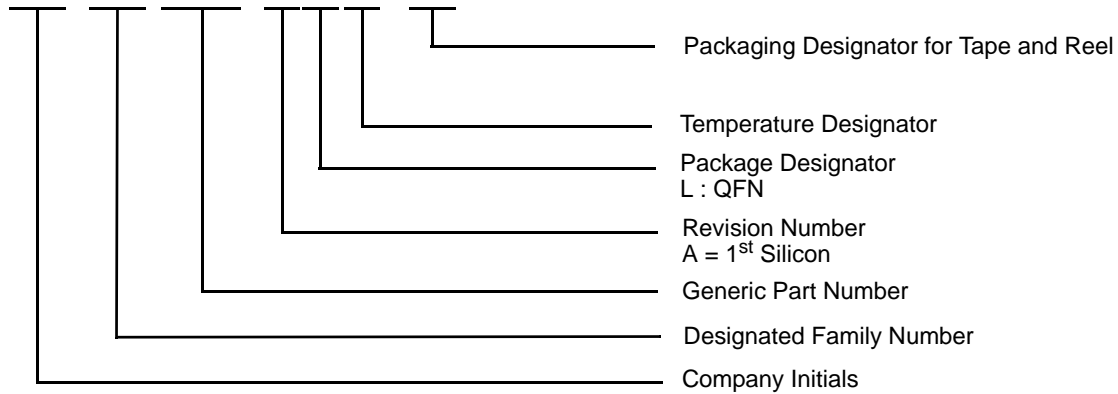 Packaging Designator for Tape and Reel
Temperature Designator
Package Designator
L : QFN
Revision Number
A = 1st Silicon
Generic Part Number
Designated Family Number
Company Initials